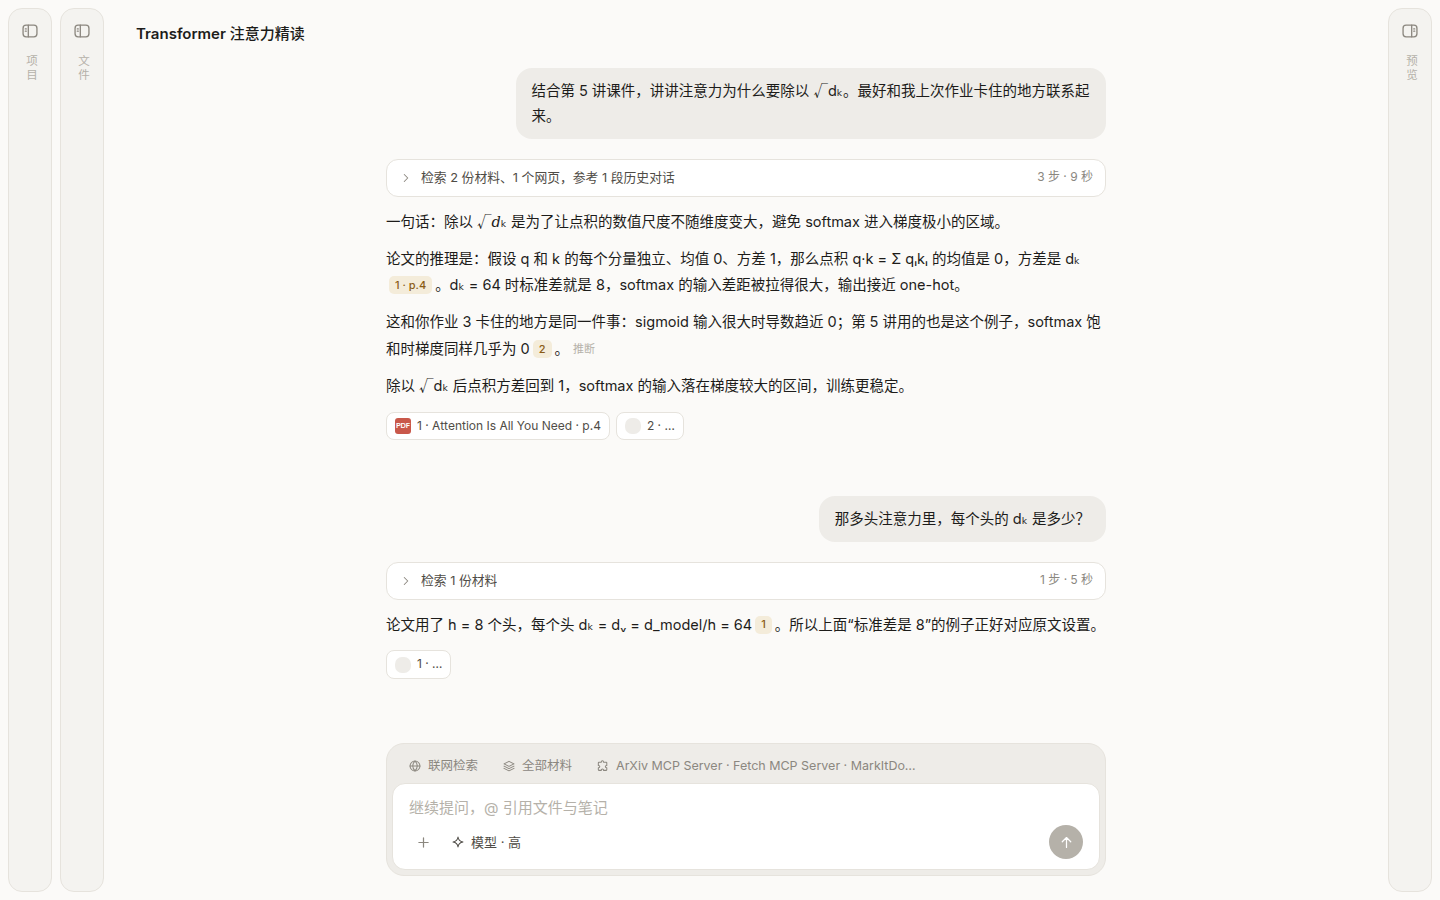 项目
文件
Transformer 注意力精读
预览
结合第 5 讲课件，讲讲注意力为什么要除以 √dₖ。最好和我上次作业卡住的地方联系起
来。
检索 2 份材料、1 个网页，参考 1 段历史对话
3 步 · 9 秒
一句话：除以 √dₖ 是为了让点积的数值尺度不随维度变大，避免 softmax 进入梯度极小的区域。
论文的推理是：假设 q 和 k 的每个分量独立、均值 0、方差 1，那么点积 q·k = Σ qᵢkᵢ 的均值是 0，方差是 dₖ
1 · p.4 。dₖ = 64 时标准差就是 8，softmax 的输入差距被拉得很大，输出接近 one-hot。
这和你作业 3 卡住的地方是同一件事：sigmoid 输入很大时导数趋近 0；第 5 讲用的也是这个例子，softmax 饱
和时梯度同样几乎为 0 2 。 推断
除以 √dₖ 后点积方差回到 1，softmax 的输入落在梯度较大的区间，训练更稳定。
PDF 1 · Attention Is All You Need · p.4
2 · ...
那多头注意力里，每个头的 dₖ 是多少？
检索 1 份材料
1 步 · 5 秒
论文用了 h = 8 个头，每个头 dₖ = dᵥ = d_model/h = 64 1 。所以上面“标准差是 8”的例子正好对应原文设置。
1 · ...
联网检索
全部材料
ArXiv MCP Server · Fetch MCP Server · MarkItDo...
继续提问，@ 引用文件与笔记
模型 · 高